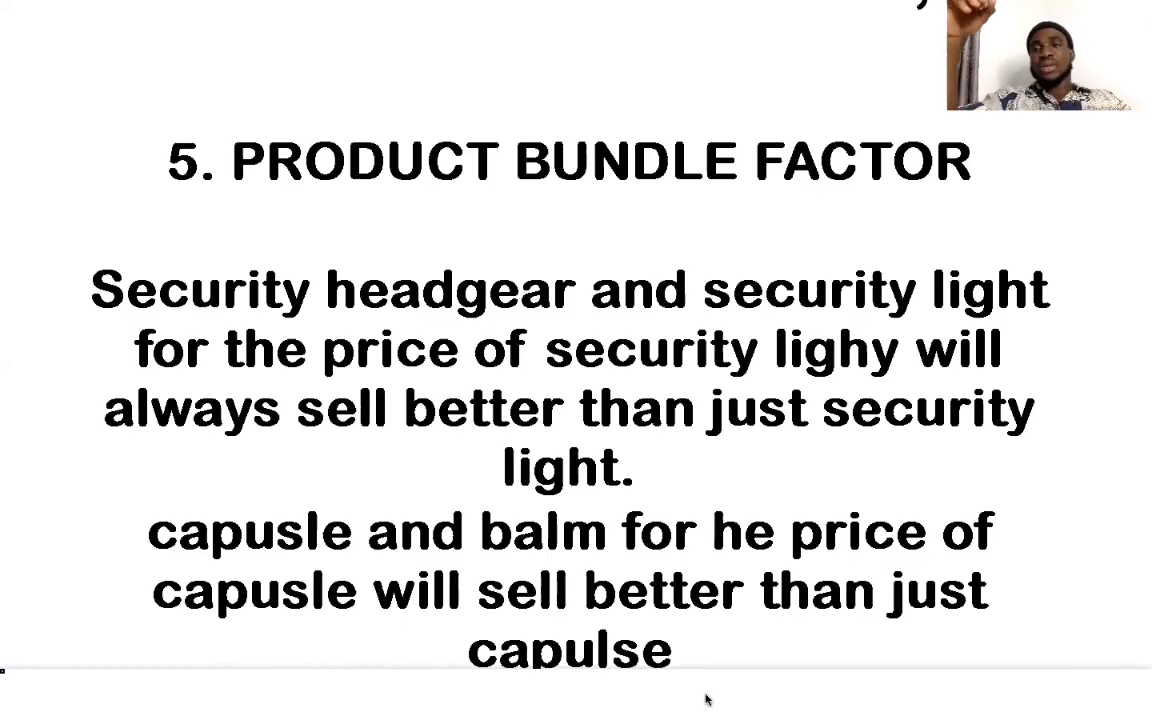 5. PRODUCT BUNDLE FACTOR
Security headgear and security light
for the price of security lighy will
always sell better than just security
light.
capusle and balm for he price of
capusle will sell better than just
capulse